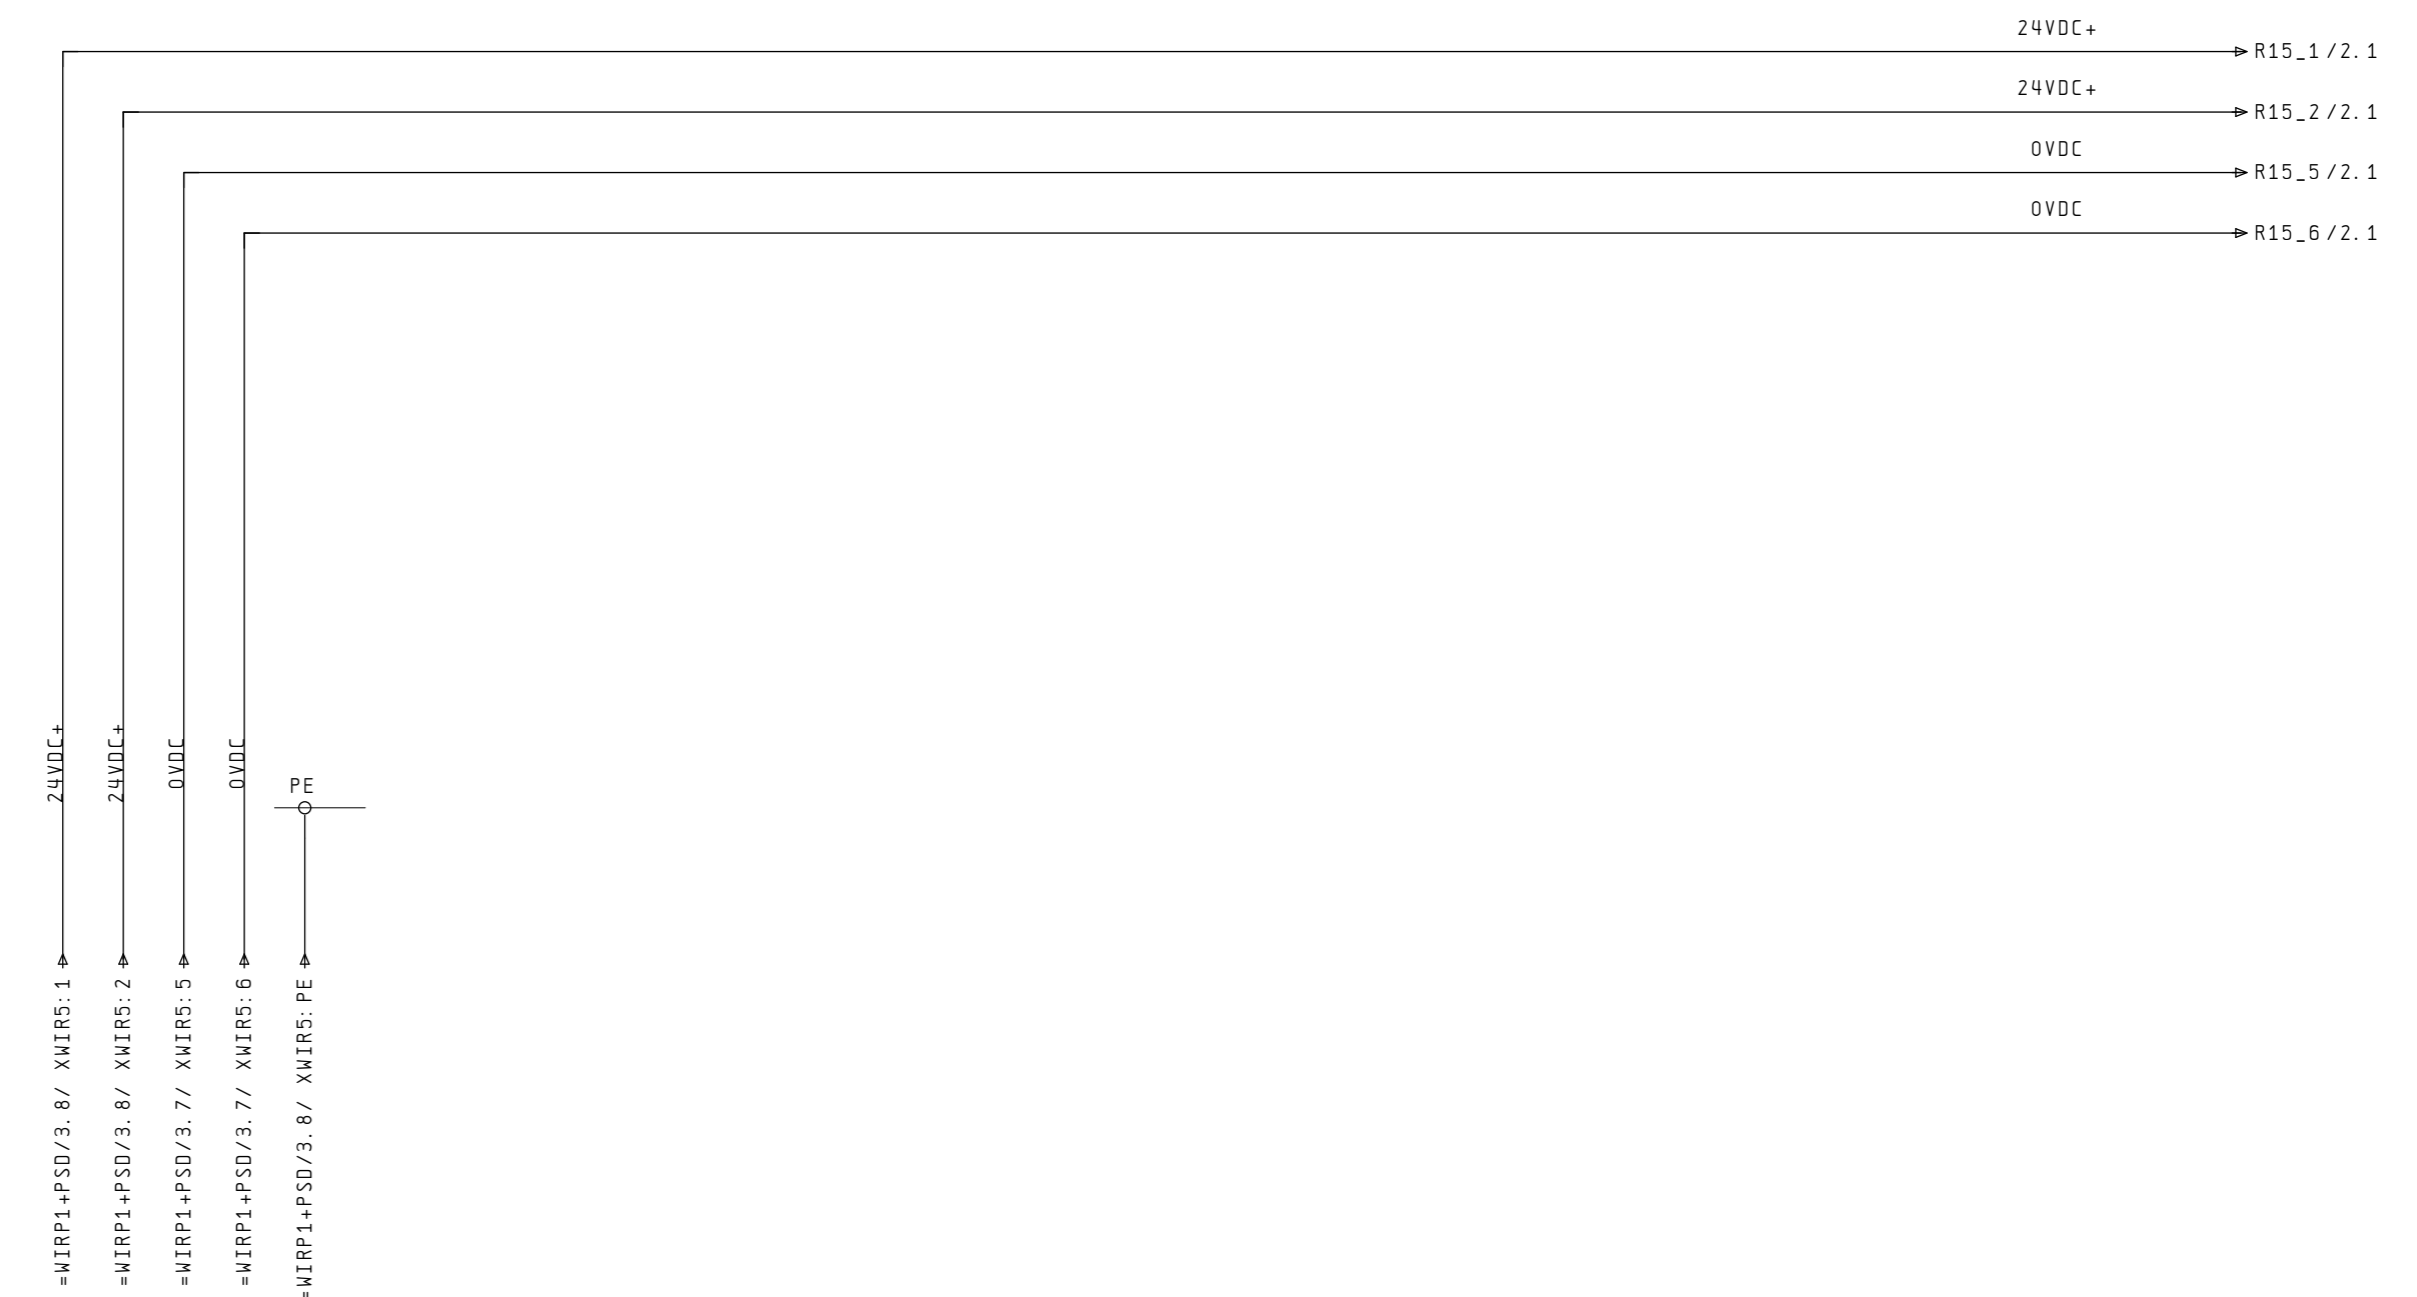 24VDC+
R15_1/2.1
24VDC+
R15_2/2.1
0VDC
R15_5/2.1
0VDC
R15_6/2.1
24VDC+
24VDC+
0VDC
0VDC
PE
=WIRP1+PSD/3.8/ XWIR5:1
=WIRP1+PSD/3.8/ XWIR5:2
=WIRP1+PSD/3.7/ XWIR5:5
=WIRP1+PSD/3.7/ XWIR5:6
=WIRP1+PSD/3.8/ XWIR5:PE